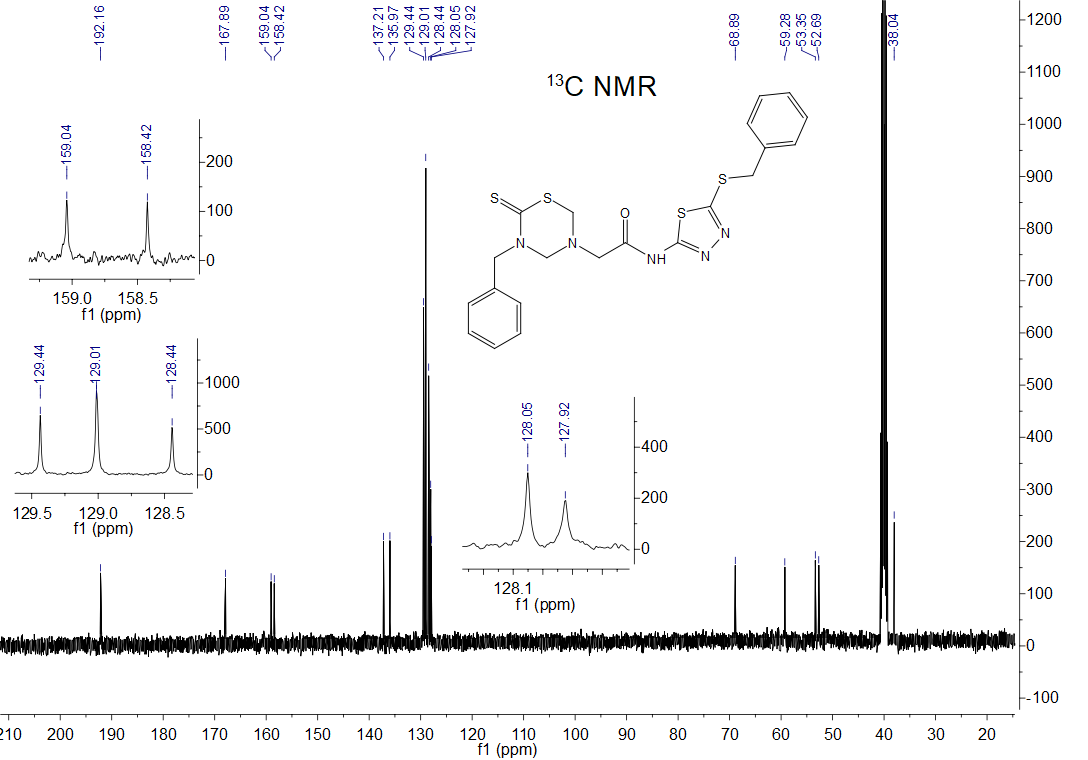 192.16
167.89
159.04
158.42
137.21
135.97
129.44
129.01
128.44
128.05
127.92
68.89
59.28
53.35
52.69
38.04
13C NMR
S
S
N
N
O
NH
S
N
N
S
159.04
158.42
200
100
0
159.0 158.5
f1 (ppm)
129.44
129.01
128.44
1000
500
0
129.5 129.0 128.5
f1 (ppm)
128.05
127.92
400
200
0
128.1
f1 (ppm)
1200
1100
1000
900
800
700
600
500
400
300
200
100
0
-100
210 200 190 180 170 160 150 140 130 120 110 100 90 80 70 60 50 40 30 20
f1 (ppm)